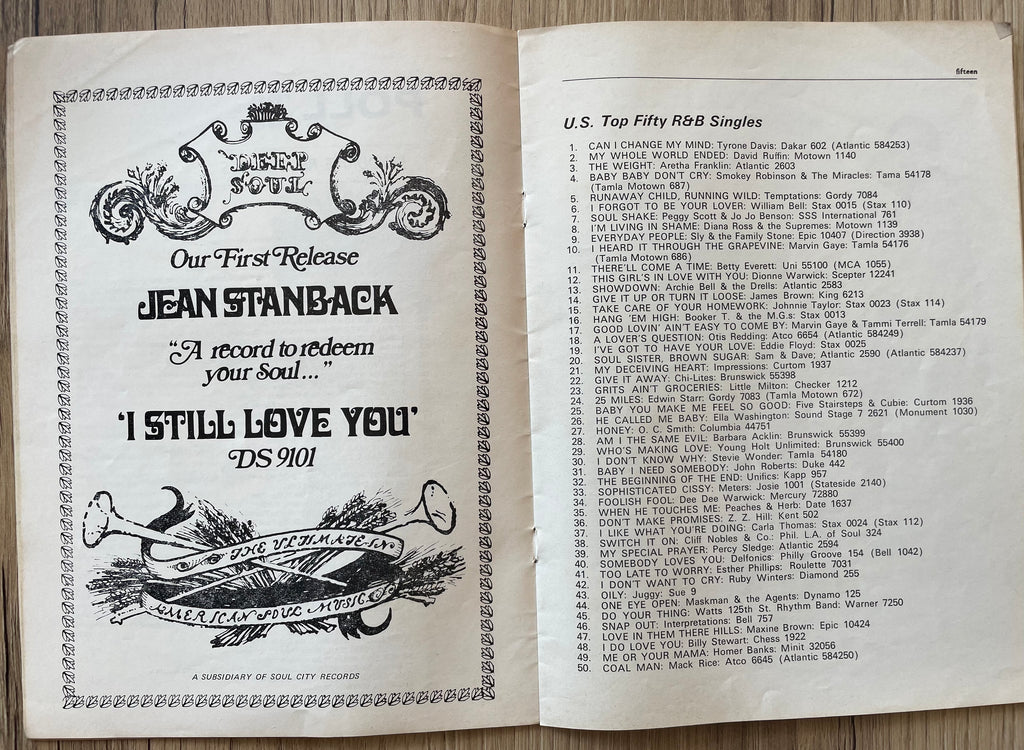 DEEP
SOUL
Our First Release
JEAN STANBACK
“A record to redeem
your Soul...”
‘I STILL LOVE YOU’
DS 9101
THE ULTIMATE IN
AMERICAN SOUL MUSIC
A SUBSIDIARY OF SOUL CITY RECORDS
fifteen
U.S. Top Fifty R&B Singles
1. CAN I CHANGE MY MIND: Tyrone Davis: Dakar 602 (Atlantic 584253)
2. MY WHOLE WORLD ENDED: David Ruffin: Motown 1140
3. THE WEIGHT: Aretha Franklin: Atlantic 2603
4. BABY BABY DON'T CRY: Smokey Robinson & The Miracles: Tama 54178
(Tamla Motown 687)
5. RUNAWAY CHILD, RUNNING WILD: Temptations: Gordy 7084
6. I FORGOT TO BE YOUR LOVER: William Bell: Stax 0015 (Stax 110)
7. SOUL SHAKE: Peggy Scott & Jo Jo Benson: SSS International 761
8. I'M LIVING IN SHAME: Diana Ross & the Supremes: Motown 1139
9. EVERYDAY PEOPLE: Sly & the Family Stone: Epic 10407 (Direction 3938)
10. I HEARD IT THROUGH THE GRAPEVINE: Marvin Gaye: Tamla 54176
(Tamla Motown 686)
11. THERE'LL COME A TIME: Betty Everett: Uni 55100 (MCA 1055)
12. THIS GIRL'S IN LOVE WITH YOU: Dionne Warwick: Scepter 12241
13. SHOWDOWN: Archie Bell & the Drells: Atlantic 2583
14. GIVE IT UP OR TURN IT LOOSE: James Brown: King 6213
15. TAKE CARE OF YOUR HOMEWORK: Johnnie Taylor: Stax 0023 (Stax 114)
16. HANG 'EM HIGH: Booker T. & the M.G.s: Stax 0013
17. GOOD LOVIN' AIN'T EASY TO COME BY: Marvin Gaye & Tammi Terrell: Tamla 54179
18. A LOVER'S QUESTION: Otis Redding: Atco 6654 (Atlantic 584249)
19. I'VE GOT TO HAVE YOUR LOVE: Eddie Floyd: Stax 0025
20. SOUL SISTER, BROWN SUGAR: Sam & Dave; Atlantic 2590 (Atlantic 584237)
21. MY DECEIVING HEART: Impressions: Curtom 1937
22. GIVE IT AWAY: Chi-Lites: Brunswick 55398
23. GRITS AIN'T GROCERIES: Little Milton: Checker 1212
24. 25 MILES: Edwin Starr: Gordy 7083 (Tamla Motown 672)
25. BABY YOU MAKE ME FEEL SO GOOD: Five Stairsteps & Cubie: Curtom 1936
26. HE CALLED ME BABY: Ella Washington: Sound Stage 7 2621 (Monument 1030)
27. HONEY: O. C. Smith: Columbia 44751
28. AM I THE SAME EVIL: Barbara Acklin: Brunswick 55399
29. WHO'S MAKING LOVE: Young Holt Unlimited: Brunswick 55400
30. I DON'T KNOW WHY: Stevie Wonder: Tamla 54180
31. BABY I NEED SOMEBODY: John Roberts: Duke 442
32. THE BEGINNING OF THE END: Unifics: Kapp 957
33. SOPHISTICATED CISSY: Meters: Josie 1001 (Stateside 2140)
34. FOOLISH FOOL: Dee Dee Warwick: Mercury 72880
35. WHEN HE TOUCHES ME: Peaches & Herb: Date 1637
36. DON'T MAKE PROMISES: Z. Z. Hill: Kent 502
37. I LIKE WHAT YOU'RE DOING: Carla Thomas: Stax 0024 (Stax 112)
38. SWITCH IT ON: Cliff Nobles & Co.: Phil. L.A. of Soul 324
39. MY SPECIAL PRAYER: Percy Sledge: Atlantic 2594
40. SOMEBODY LOVES YOU: Delfonics: Philly Groove 154 (Bell 1042)
41. TOO LATE TO WORRY: Esther Phillips: Roulette 7031
42. I DON'T WANT TO CRY: Ruby Winters: Diamond 255
43. OILY: Juggy: Sue 9
44. ONE EYE OPEN: Maskman & the Agents: Dynamo 125
45. DO YOUR THING: Watts 125th St. Rhythm Band: Warner 7250
46. SNAP OUT: Interpretations: Bell 757
47. LOVE IN THEM THERE HILLS: Maxine Brown: Epic 10424
48. I DO LOVE YOU: Billy Stewart: Chess 1922
49. ME OR YOUR MAMA: Homer Banks: Minit 32056
50. COAL MAN: Mack Rice: Atco 6645 (Atlantic 584250)